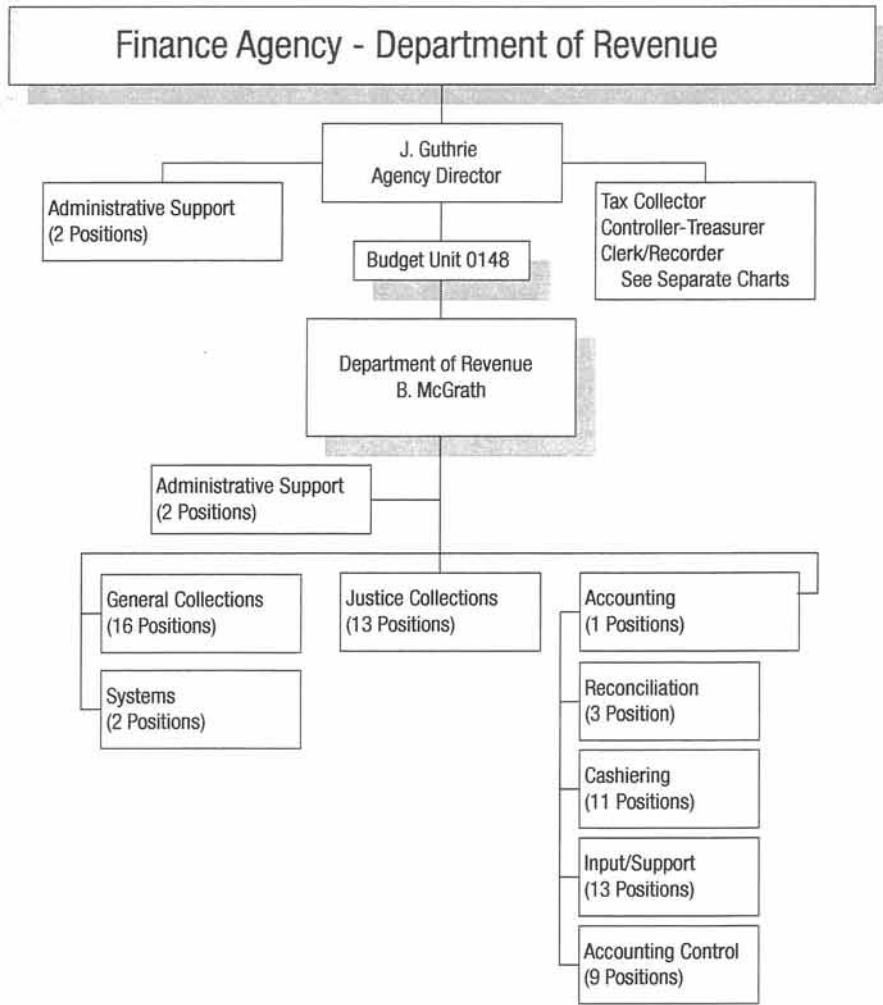 Finance Agency - Department of Revenue
J. Guthrie
Agency Director
Administrative Support
(2 Positions)
Tax Collector
Controller-Treasurer
Clerk/Recorder
See Separate Charts
Budget Unit 0148
Department of Revenue
B. McGrath
Administrative Support
(2 Positions)
General Collections
(16 Positions)
Justice Collections
(13 Positions)
Accounting
(1 Positions)
Systems
(2 Positions)
Reconciliation
(3 Position)
Cashiering
(11 Positions)
Input/Support
(13 Positions)
Accounting Control
(9 Positions)